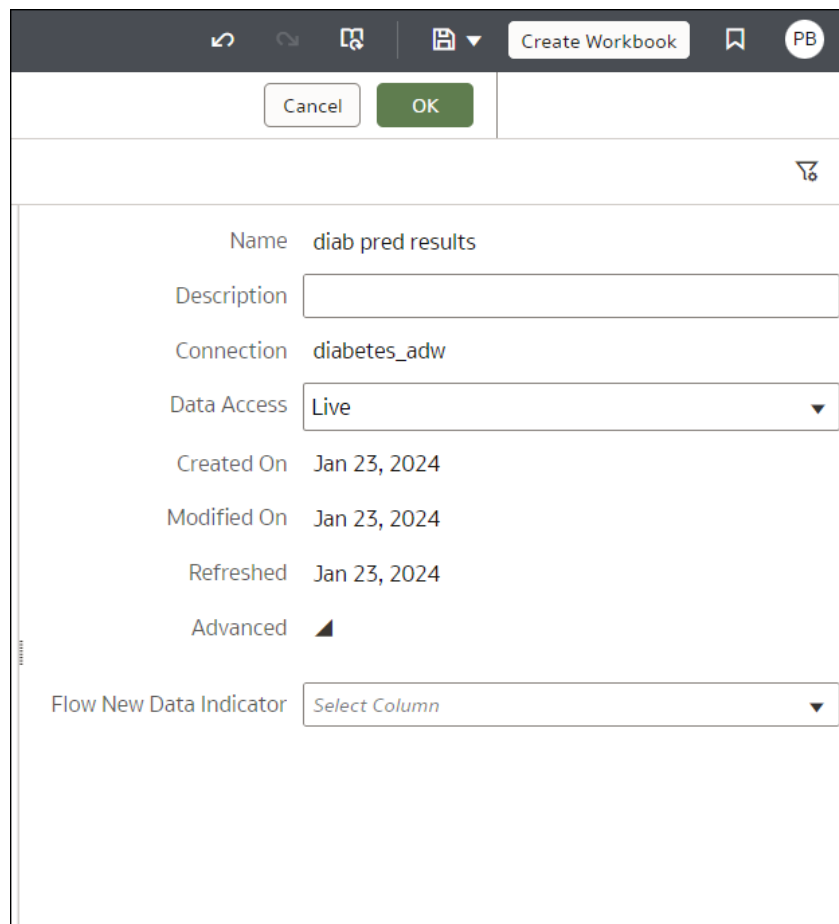 Create Workbook PB
Cancel OK
Name diab pred results
Description
Connection diabetes_adw
Data Access Live
Created On Jan 23, 2024
Modified On Jan 23, 2024
Refreshed Jan 23, 2024
Advanced
Flow New Data Indicator Select Column